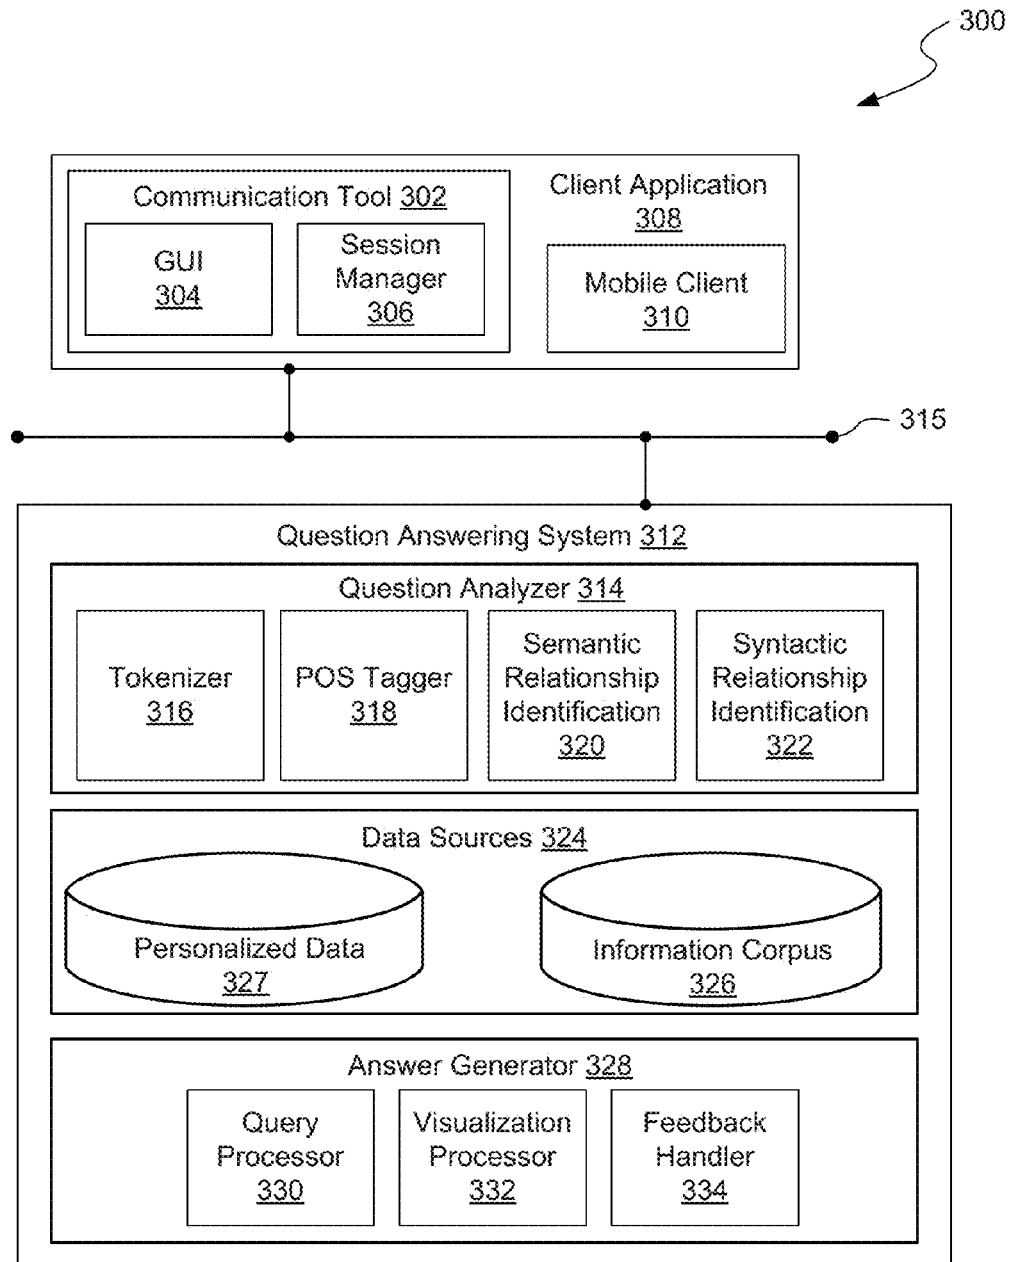 300
Communication Tool 302
Client Application
308
GUI
304
Session
Manager
306
Mobile Client
310
315
Question Answering System 312
Question Analyzer 314
Tokenizer
316
POS Tagger
318
Semantic
Relationship
Identification
320
Syntactic
Relationship
Identification
322
Data Sources 324
Personalized Data
327
Information Corpus
326
Answer Generator 328
Query
Processor
330
Visualization
Processor
332
Feedback
Handler
334